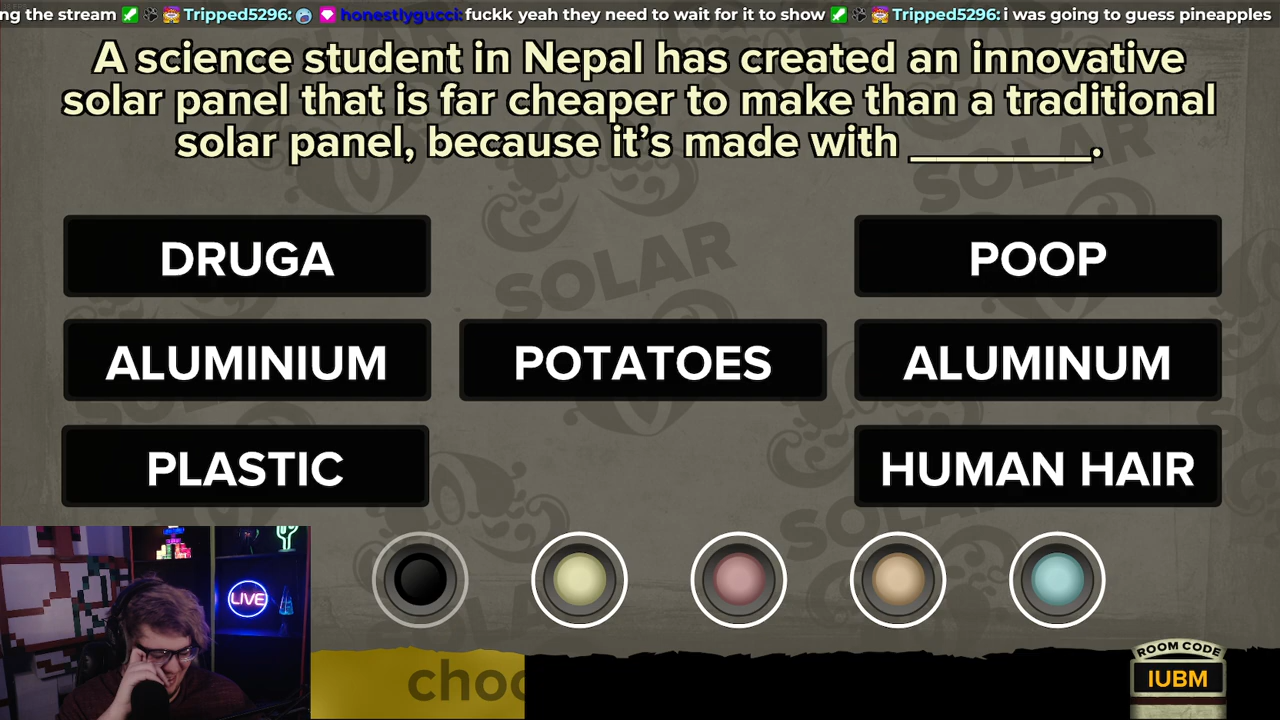 ng the stream Tripped5296: honestlygucci: fuckk yeah they need to wait for it to show Tripped5296: i was going to guess pineapples
A science student in Nepal has created an innovative
solar panel that is far cheaper to make than a traditional
solar panel, because it's made with ________.
SOLAR
SOLAR
DRUGA
POOP
ALUMINIUM
POTATOES
ALUMINUM
PLASTIC
HUMAN HAIR
LIVE
choo
ROOM CODE
IUBM